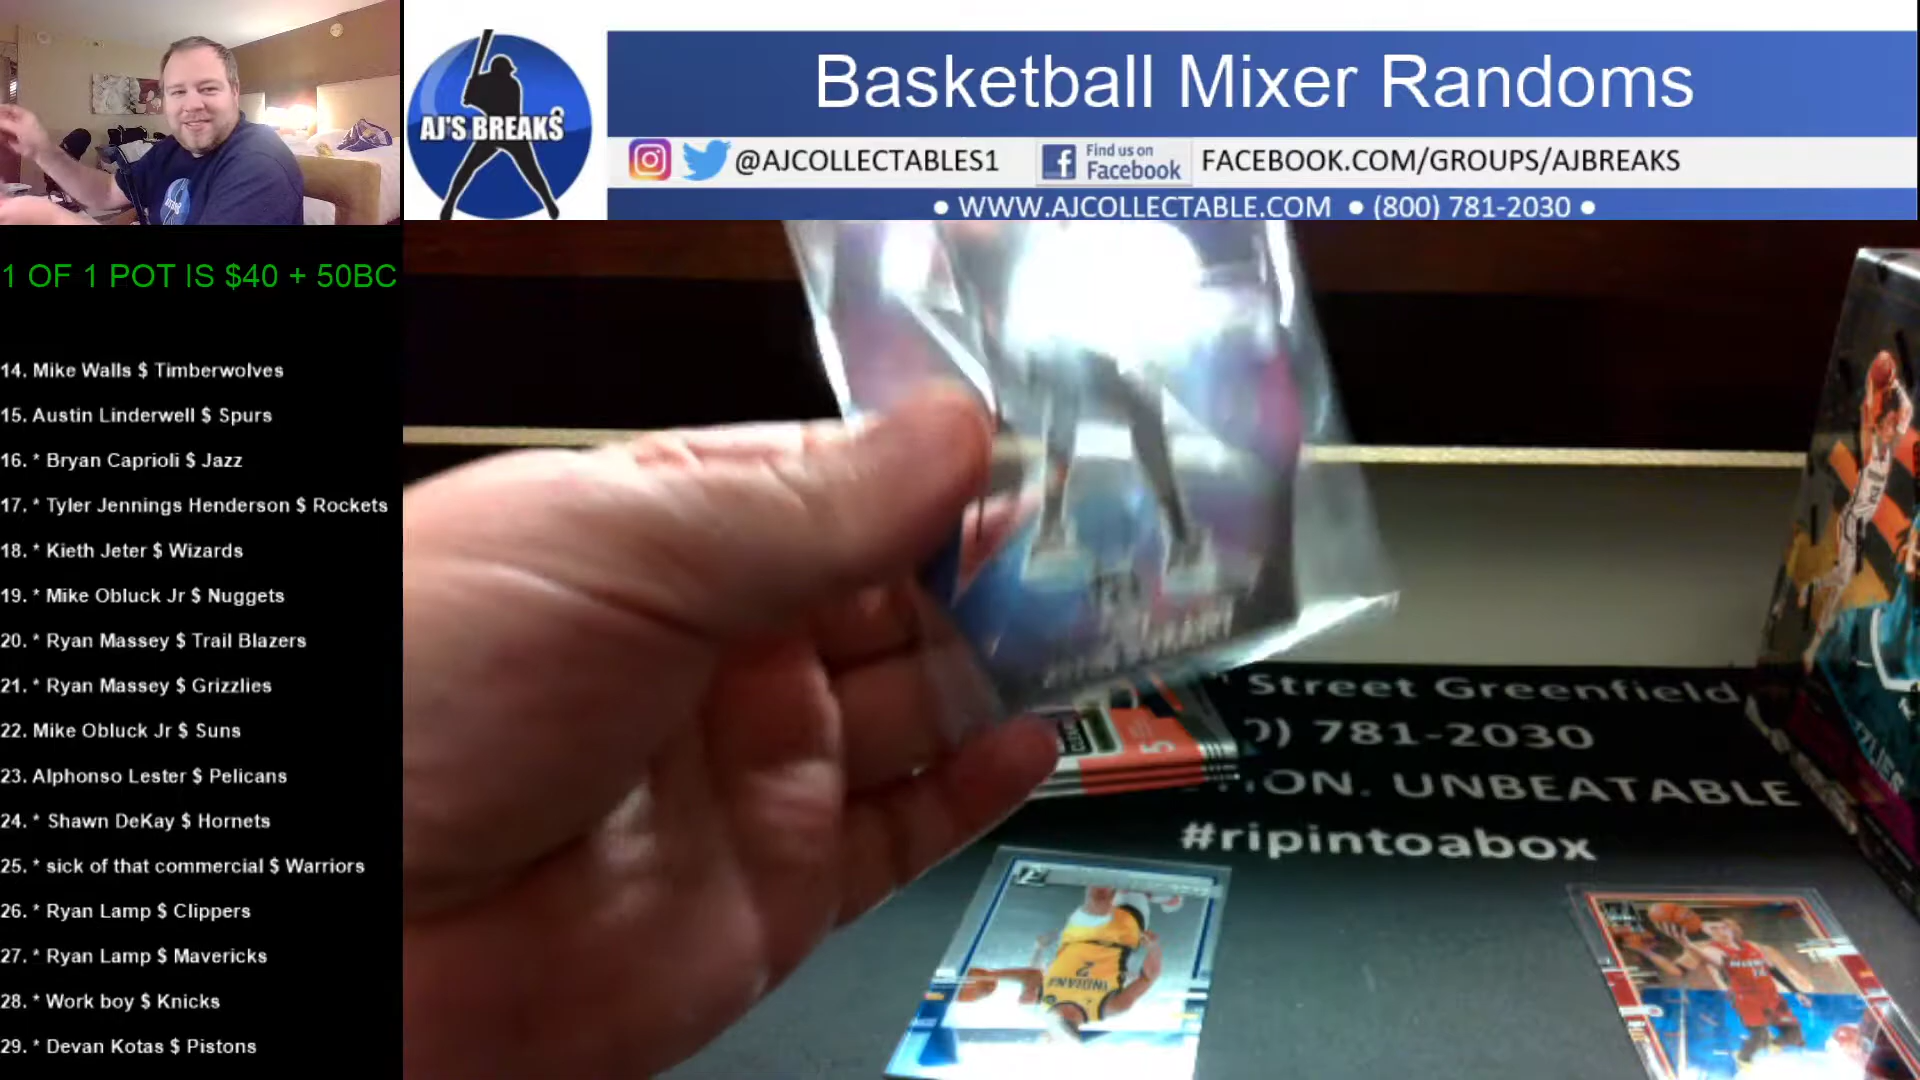 Basketball Mixer Randoms
AJ'S BREAKS
@AJCOLLECTABLES1
Find us on
Facebook
FACEBOOK.COM/GROUPS/AJBREAKS
● WWW.AJCOLLECTABLE.COM ● (800) 781-2030 ●
1 OF 1 POT IS $40 + 50BC
14. Mike Walls $ Timberwolves
15. Austin Linderwell $ Spurs
16. * Bryan Caprioli $ Jazz
17. * Tyler Jennings Henderson $ Rockets
18. * Kieth Jeter $ Wizards
19. * Mike Obluck Jr $ Nuggets
20. * Ryan Massey $ Trail Blazers
21. * Ryan Massey $ Grizzlies
22. Mike Obluck Jr $ Suns
23. Alphonso Lester $ Pelicans
24. * Shawn DeKay $ Hornets
25. * sick of that commercial $ Warriors
26. * Ryan Lamp $ Clippers
27. * Ryan Lamp $ Mavericks
28. * Work boy $ Knicks
29. * Devan Kotas $ Pistons
Street Greenfield
) 781-2030
UNBEATABLE
#ripintoabox
5
INDIANA
2